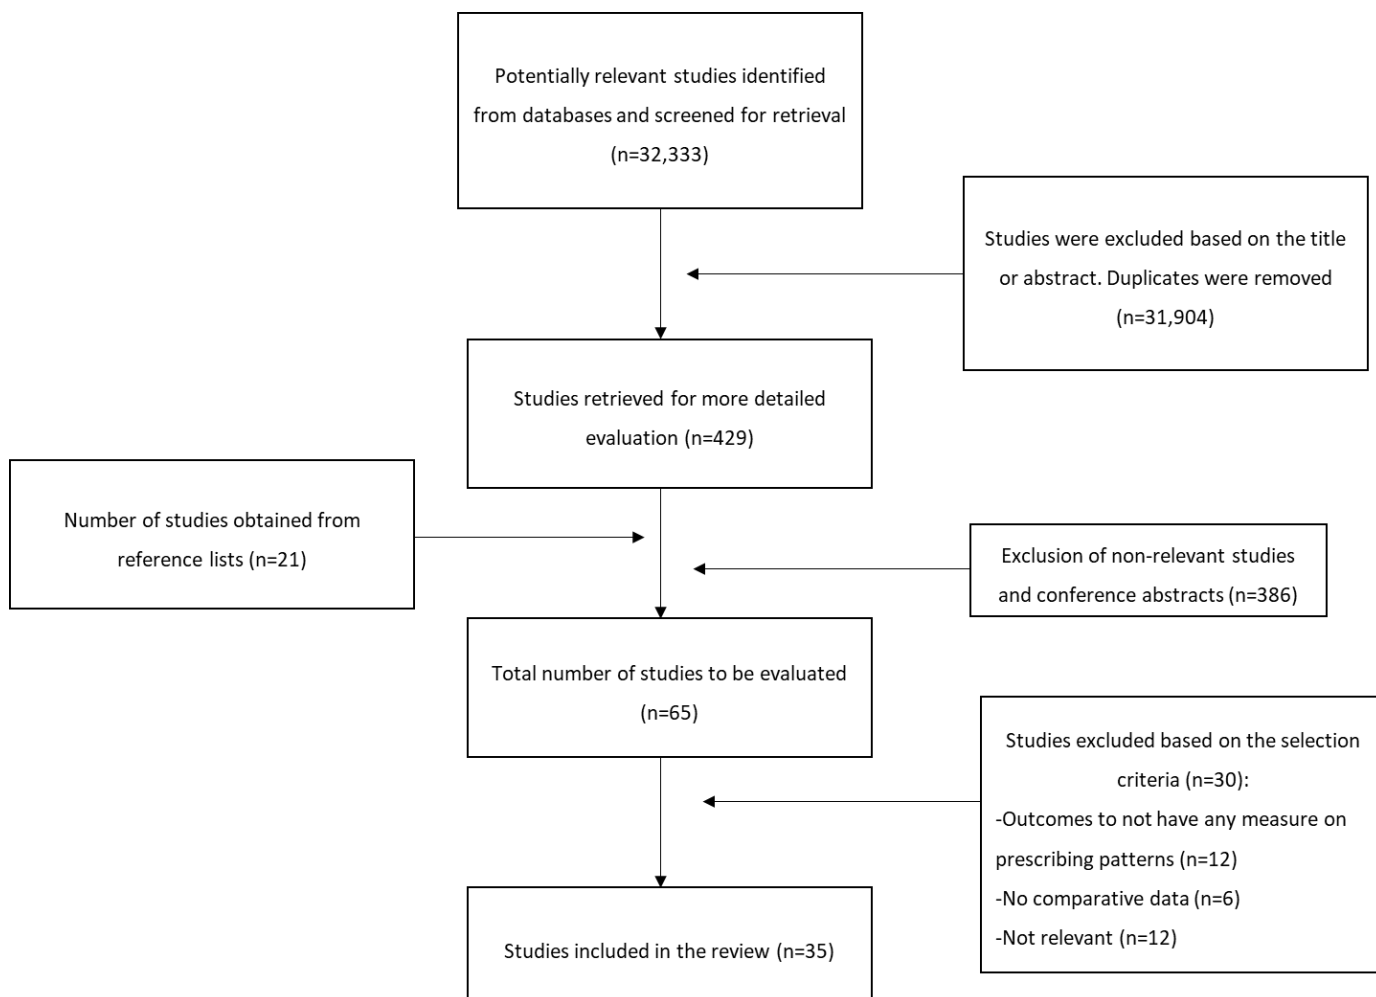 Potentially relevant studies identified
from databases and screened for retrieval
(n=32,333)
Studies were excluded based on the title
or abstract. Duplicates were removed
(n=31,904)
Studies retrieved for more detailed
evaluation (n=429)
Number of studies obtained from
reference lists (n=21)
Exclusion of non-relevant studies
and conference abstracts (n=386)
Total number of studies to be evaluated
(n=65)
Studies excluded based on the selection
criteria (n=30):
-Outcomes to not have any measure on
prescribing patterns (n=12)
-No comparative data (n=6)
-Not relevant (n=12)
Studies included in the review (n=35)